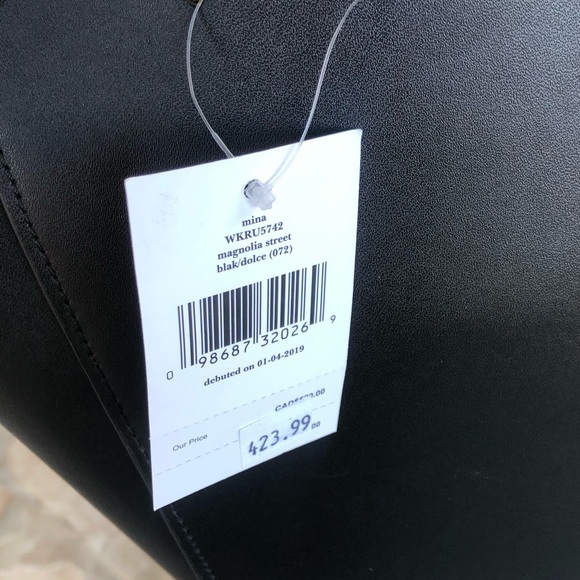 mina
WKRU5742
magnolia street
blak/dolce (072)
0 98687 32026 9
debuted on 01-04-2019
Our Price
423.99